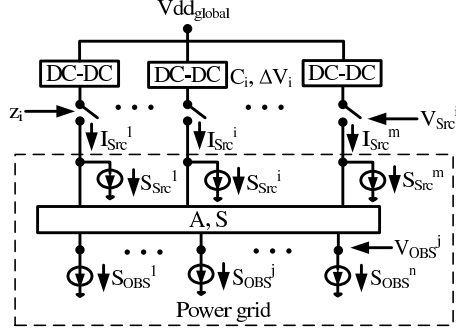 Vdd_global
DC-DC DC-DC C_i, ΔV_i DC-DC
z_i V_Src^i
I_Src^1 I_Src^i I_Src^m
S_Src^1 S_Src^i S_Src^m
A, S
V_OBS^j
S_OBS^1 S_OBS^j S_OBS^n
Power grid